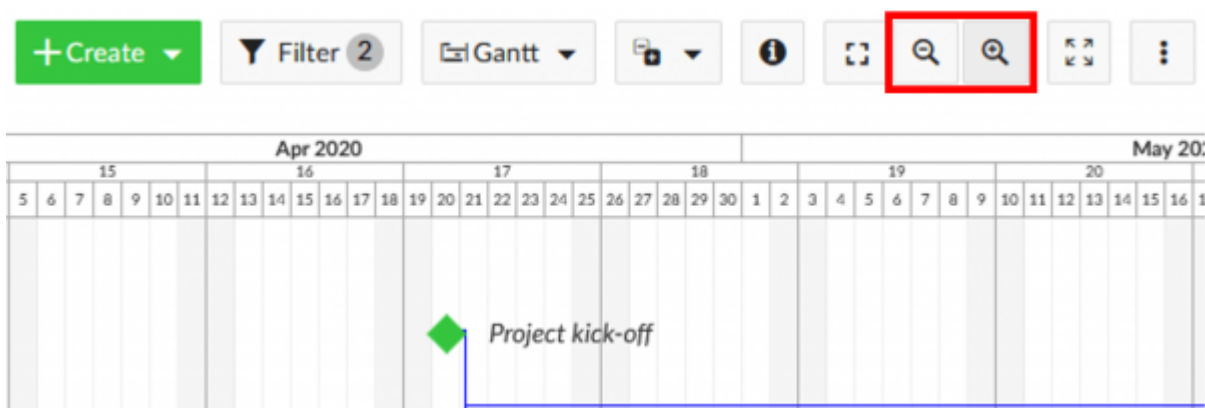 + Create Filter 2 Gantt
Apr 2020 May 202
15 16 17 18 19 20
5 6 7 8 9 10 11 12 13 14 15 16 17 18 19 20 21 22 23 24 25 26 27 28 29 30 1 2 3 4 5 6 7 8 9 10 11 12 13 14 15 16 1
Project kick-off